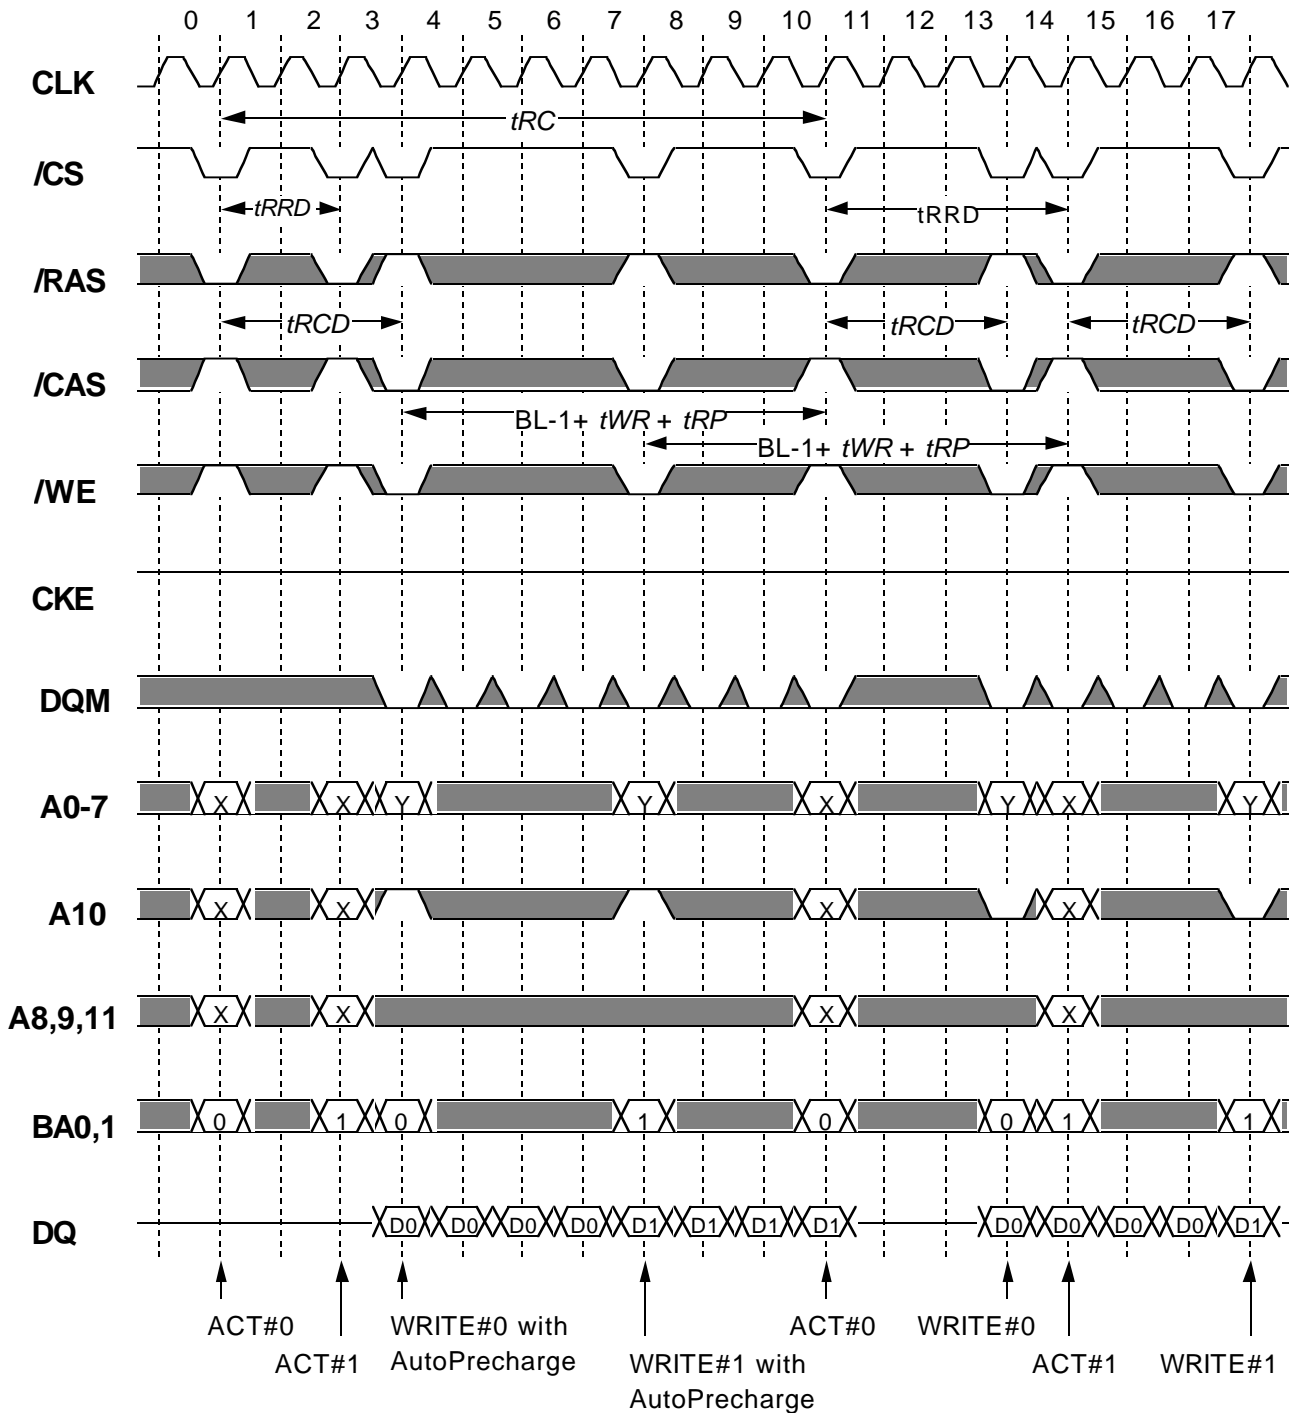 0 1 2 3 4 5 6 7 8 9 10 11 12 13 14 15 16 17
CLK
tRC
/CS
tRRD tRRD
/RAS
tRCD tRCD tRCD
/CAS
BL-1+ tWR + tRP
BL-1+ tWR + tRP
/WE
CKE
DQM
A0-7 X X Y Y X Y X Y
A10 X X X X
A8,9,11 X X X X
BA0,1 0 1 0 1 0 0 1 1
DQ D0 D0 D0 D0 D1 D1 D1 D1 D0 D0 D0 D0 D1
ACT#0 WRITE#0 with ACT#0 WRITE#0
ACT#1 AutoPrecharge WRITE#1 with ACT#1 WRITE#1
AutoPrecharge